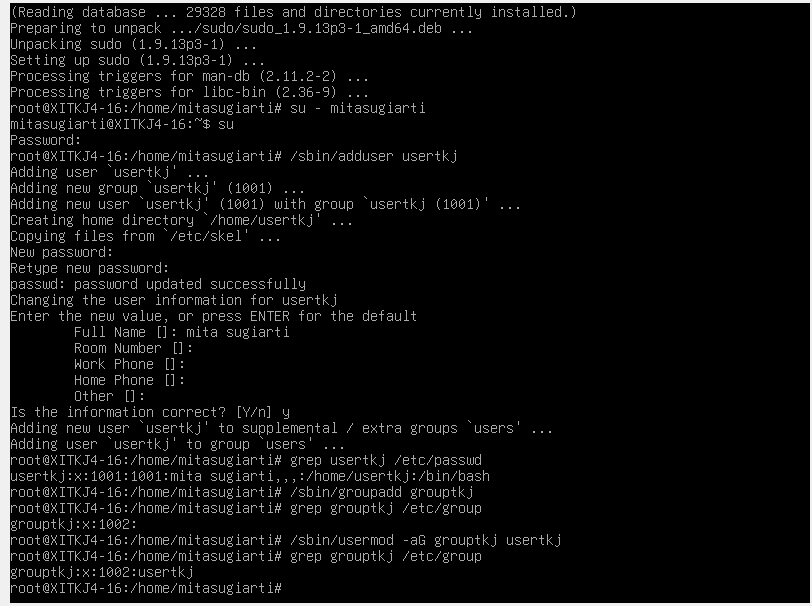 (Reading database ... 29328 files and directories currently installed.)
Preparing to unpack .../sudo/sudo_1.9.13p3-1_amd64.deb ...
Unpacking sudo (1.9.13p3-1) ...
Setting up sudo (1.9.13p3-1) ...
Processing triggers for man-db (2.11.2-2) ...
Processing triggers for libc-bin (2.36-9) ...
root@XITKJ4-16:/home/mitasugiarti# su - mitasugiarti
mitasugiarti@XITKJ4-16:~$ su
Password:
root@XITKJ4-16:/home/mitasugiarti# /sbin/adduser usertkj
Adding user `usertkj' ...
Adding new group `usertkj' (1001) ...
Adding new user `usertkj' (1001) with group `usertkj (1001)' ...
Creating home directory `/home/usertkj' ...
Copying files from `/etc/skel' ...
New password:
Retype new password:
passwd: password updated successfully
Changing the user information for usertkj
Enter the new value, or press ENTER for the default
        Full Name []: mita sugiarti
        Room Number []:
        Work Phone []:
        Home Phone []:
        Other []:
Is the information correct? [Y/n] y
Adding new user `usertkj' to supplemental / extra groups `users' ...
Adding user `usertkj' to group `users' ...
root@XITKJ4-16:/home/mitasugiarti# grep usertkj /etc/passwd
usertkj:x:1001:1001:mita sugiarti,,,:/home/usertkj:/bin/bash
root@XITKJ4-16:/home/mitasugiarti# /sbin/groupadd grouptkj
root@XITKJ4-16:/home/mitasugiarti# grep grouptkj /etc/group
grouptkj:x:1002:
root@XITKJ4-16:/home/mitasugiarti# /sbin/usermod -aG grouptkj usertkj
root@XITKJ4-16:/home/mitasugiarti# grep grouptkj /etc/group
grouptkj:x:1002:usertkj
root@XITKJ4-16:/home/mitasugiarti#